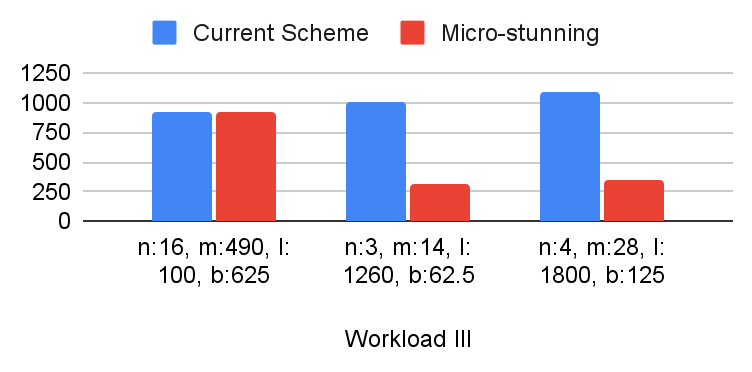 Current Scheme Micro-stunning
1250
1000
750
500
250
0
n:16, m:490, l: n:3, m:14, l: n:4, m:28, l:
100, b:625 1260, b:62.5 1800, b:125
Workload III